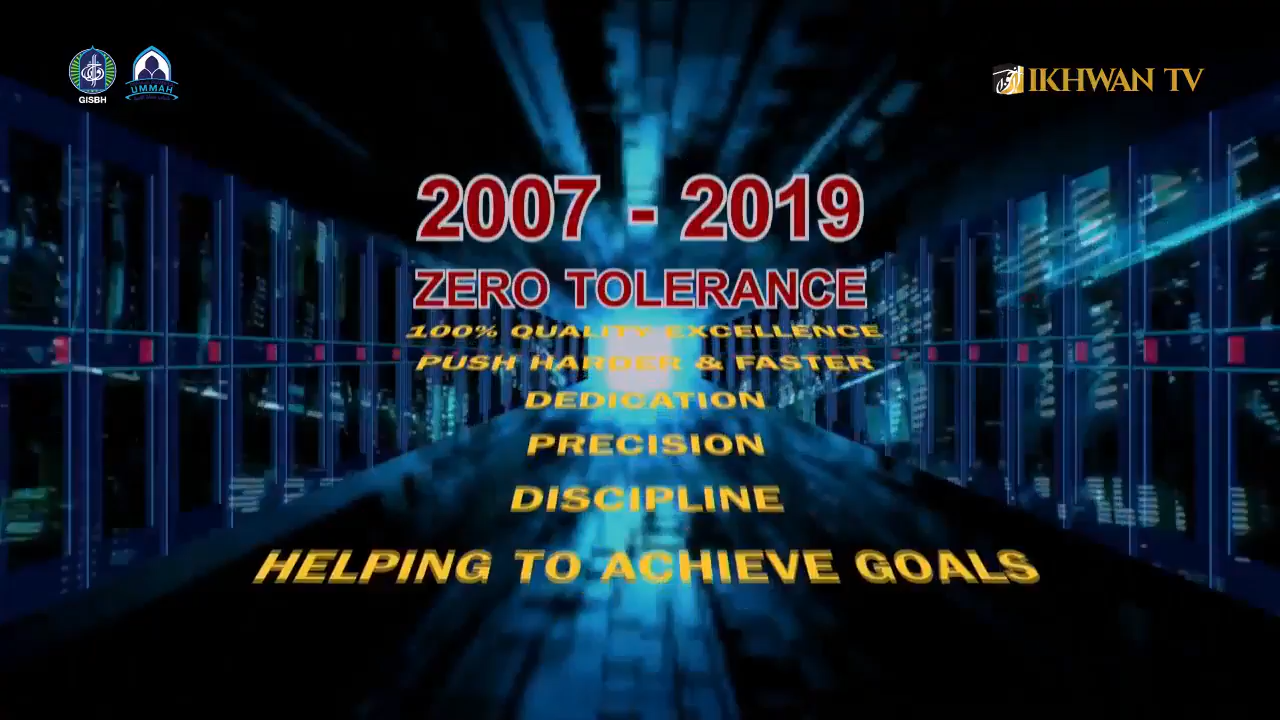 GISBH
UMMAH
IKHWAN TV
2007 - 2019
ZERO TOLERANCE
100% QUALITY EXCELLENCE
PUSH HARDER & FASTER
DEDICATION
PRECISION
DISCIPLINE
HELPING TO ACHIEVE GOALS